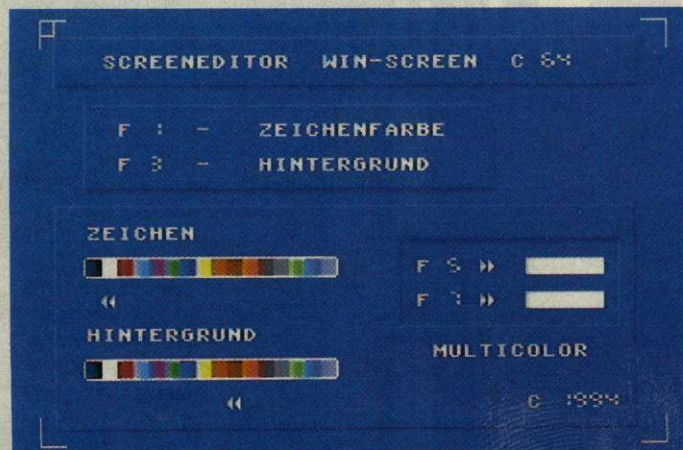 SCREENEDITOR WIN-SCREEN C 64
F 1 - ZEICHENFARBE
F 3 - HINTERGRUND
ZEICHEN
F 5 »
«
F 7 »
HINTERGRUND
MULTICOLOR
«
C 1994